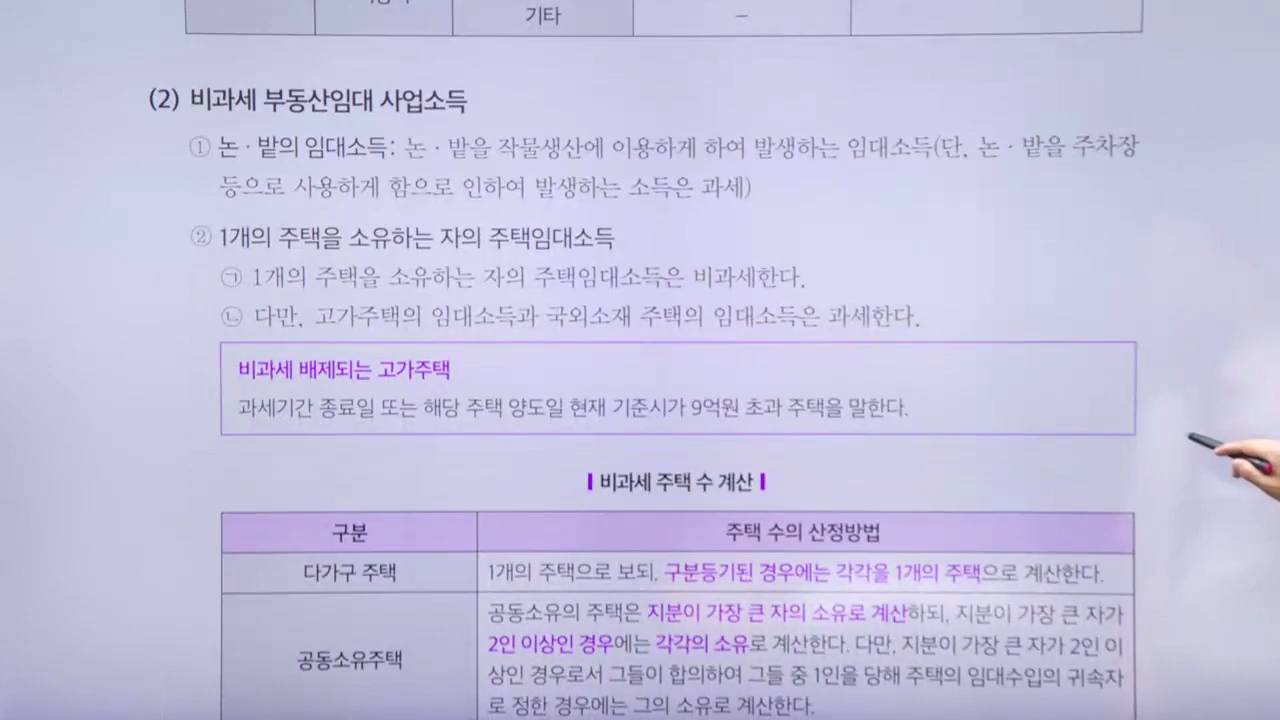 기타
–
(2) 비과세 부동산임대 사업소득
① 논 · 밭의 임대소득: 논 · 밭을 작물생산에 이용하게 하여 발생하는 임대소득(단, 논 · 밭을 주차장
등으로 사용하게 함으로 인하여 발생하는 소득은 과세)
② 1개의 주택을 소유하는 자의 주택임대소득
㉠ 1개의 주택을 소유하는 자의 주택임대소득은 비과세한다.
㉡ 다만, 고가주택의 임대소득과 국외소재 주택의 임대소득은 과세한다.
비과세 배제되는 고가주택
과세기간 종료일 또는 해당 주택 양도일 현재 기준시가 9억원 초과 주택을 말한다.
비과세 주택 수 계산
구분 주택 수의 산정방법
다가구 주택 1개의 주택으로 보되, 구분등기된 경우에는 각각을 1개의 주택으로 계산한다.
공동소유의 주택은 지분이 가장 큰 자의 소유로 계산하되, 지분이 가장 큰 자가
2인 이상인 경우에는 각각의 소유로 계산한다. 다만, 지분이 가장 큰 자가 2인 이
공동소유주택
상인 경우로서 그들이 합의하여 그들 중 1인을 당해 주택의 임대수입의 귀속자
로 정한 경우에는 그의 소유로 계산한다.